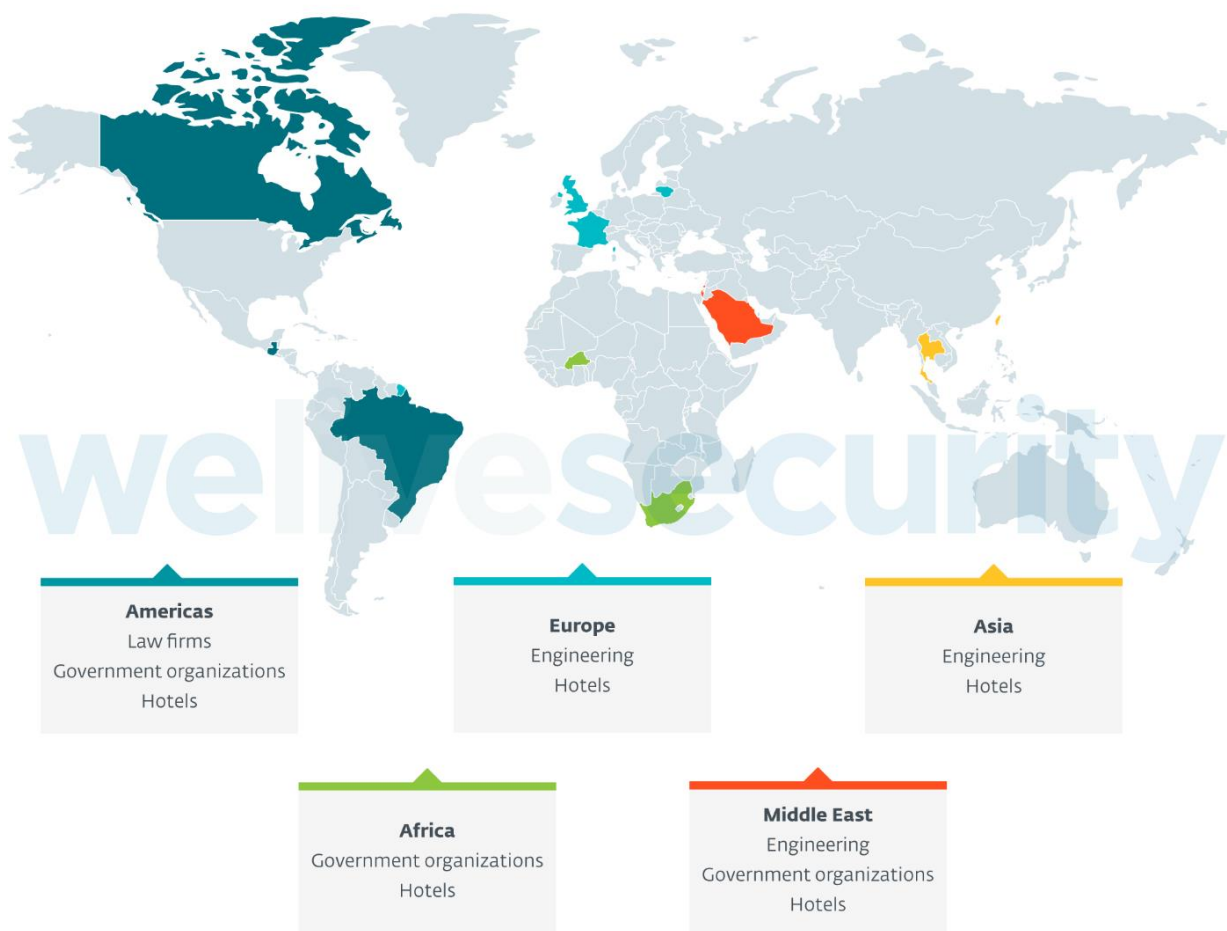 welivesecurity
Americas
Law firms
Government organizations
Hotels
Europe
Engineering
Hotels
Asia
Engineering
Hotels
Africa
Government organizations
Hotels
Middle East
Engineering
Government organizations
Hotels